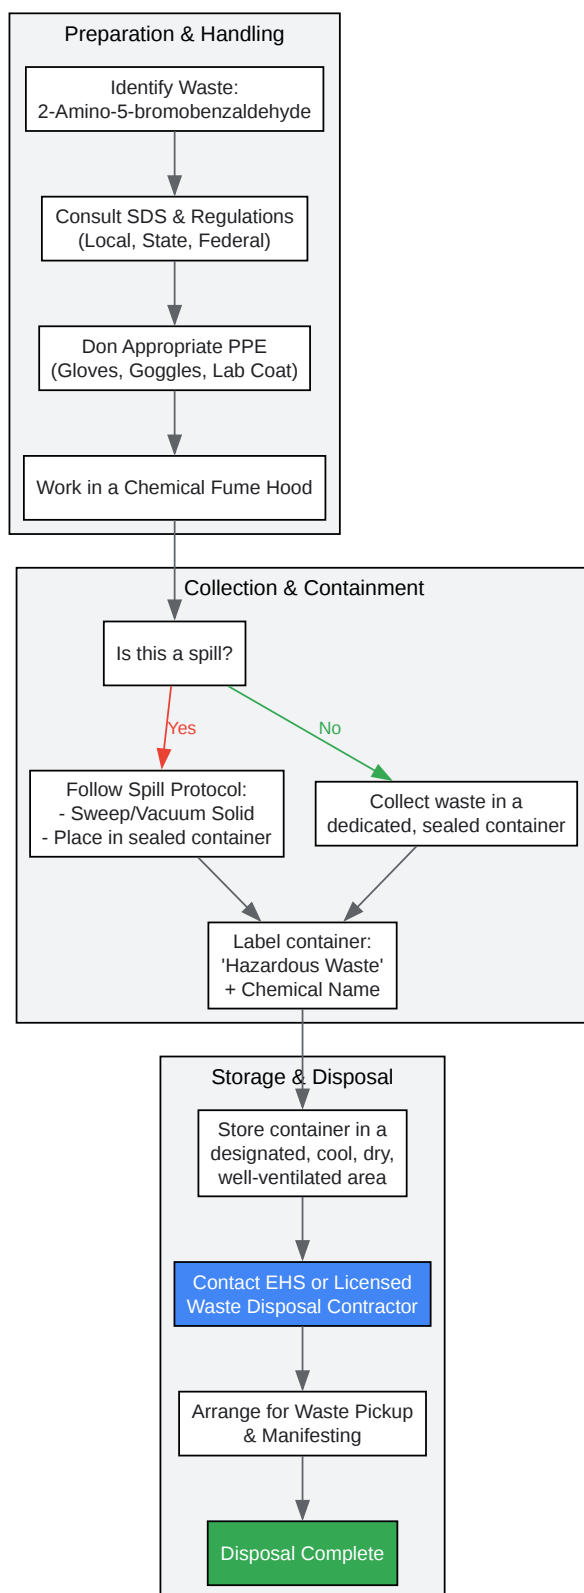 Preparation & Handling
Identify Waste:
2-Amino-5-bromobenzaldehyde
Consult SDS & Regulations
(Local, State, Federal)
Don Appropriate PPE
(Gloves, Goggles, Lab Coat)
Work in a Chemical Fume Hood
Collection & Containment
Is this a spill?
Yes
No
Follow Spill Protocol:
- Sweep/Vacuum Solid
- Place in sealed container
Collect waste in a
dedicated, sealed container
Label container:
'Hazardous Waste'
+ Chemical Name
Storage & Disposal
Store container in a
designated, cool, dry,
well-ventilated area
Contact EHS or Licensed
Waste Disposal Contractor
Arrange for Waste Pickup
& Manifesting
Disposal Complete